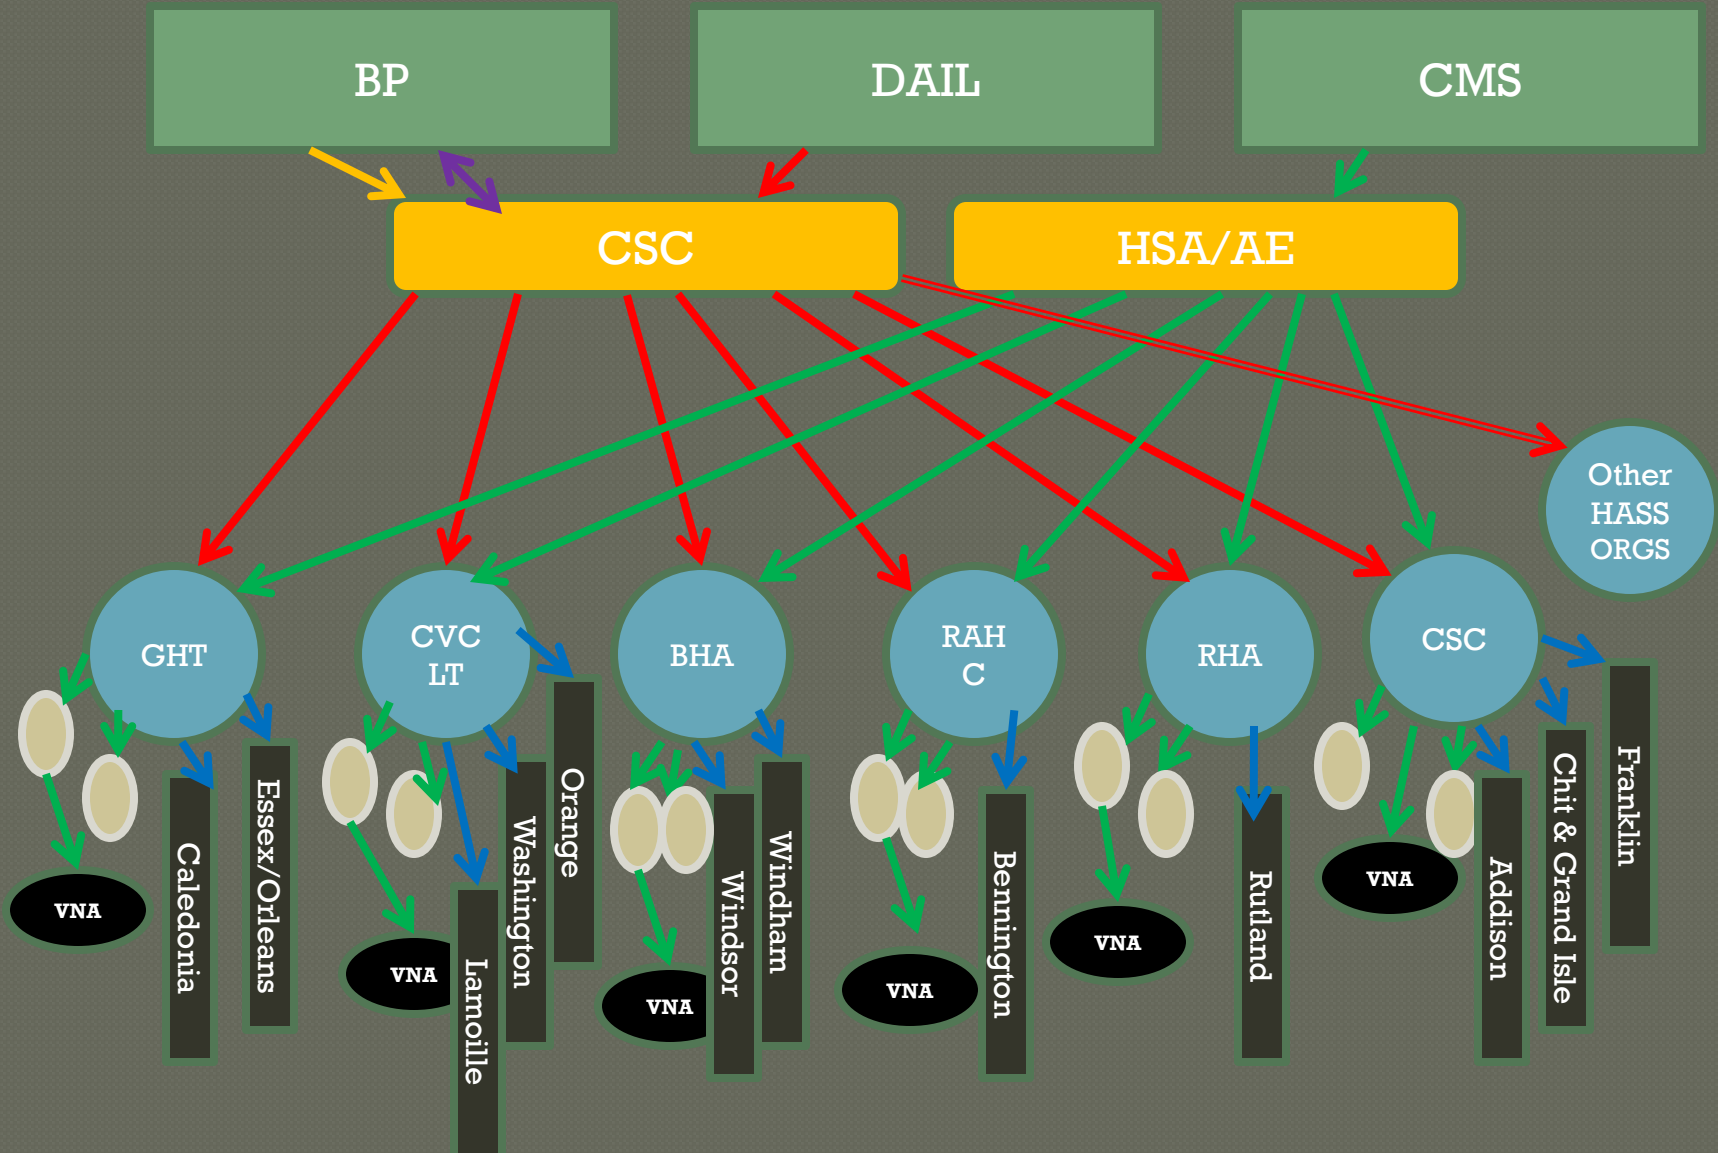 BP
DAIL
CMS
CSC
HSA/AE
Other
HASS
ORGS
GHT
CVC
LT
BHA
RAH
C
RHA
CSC
VNA
Caledonia
Essex/Orleans
VNA
Lamoille
Washington
Orange
VNA
Windsor
Windham
VNA
Bennington
VNA
Rutland
VNA
Addison
Chit & Grand Isle
Franklin